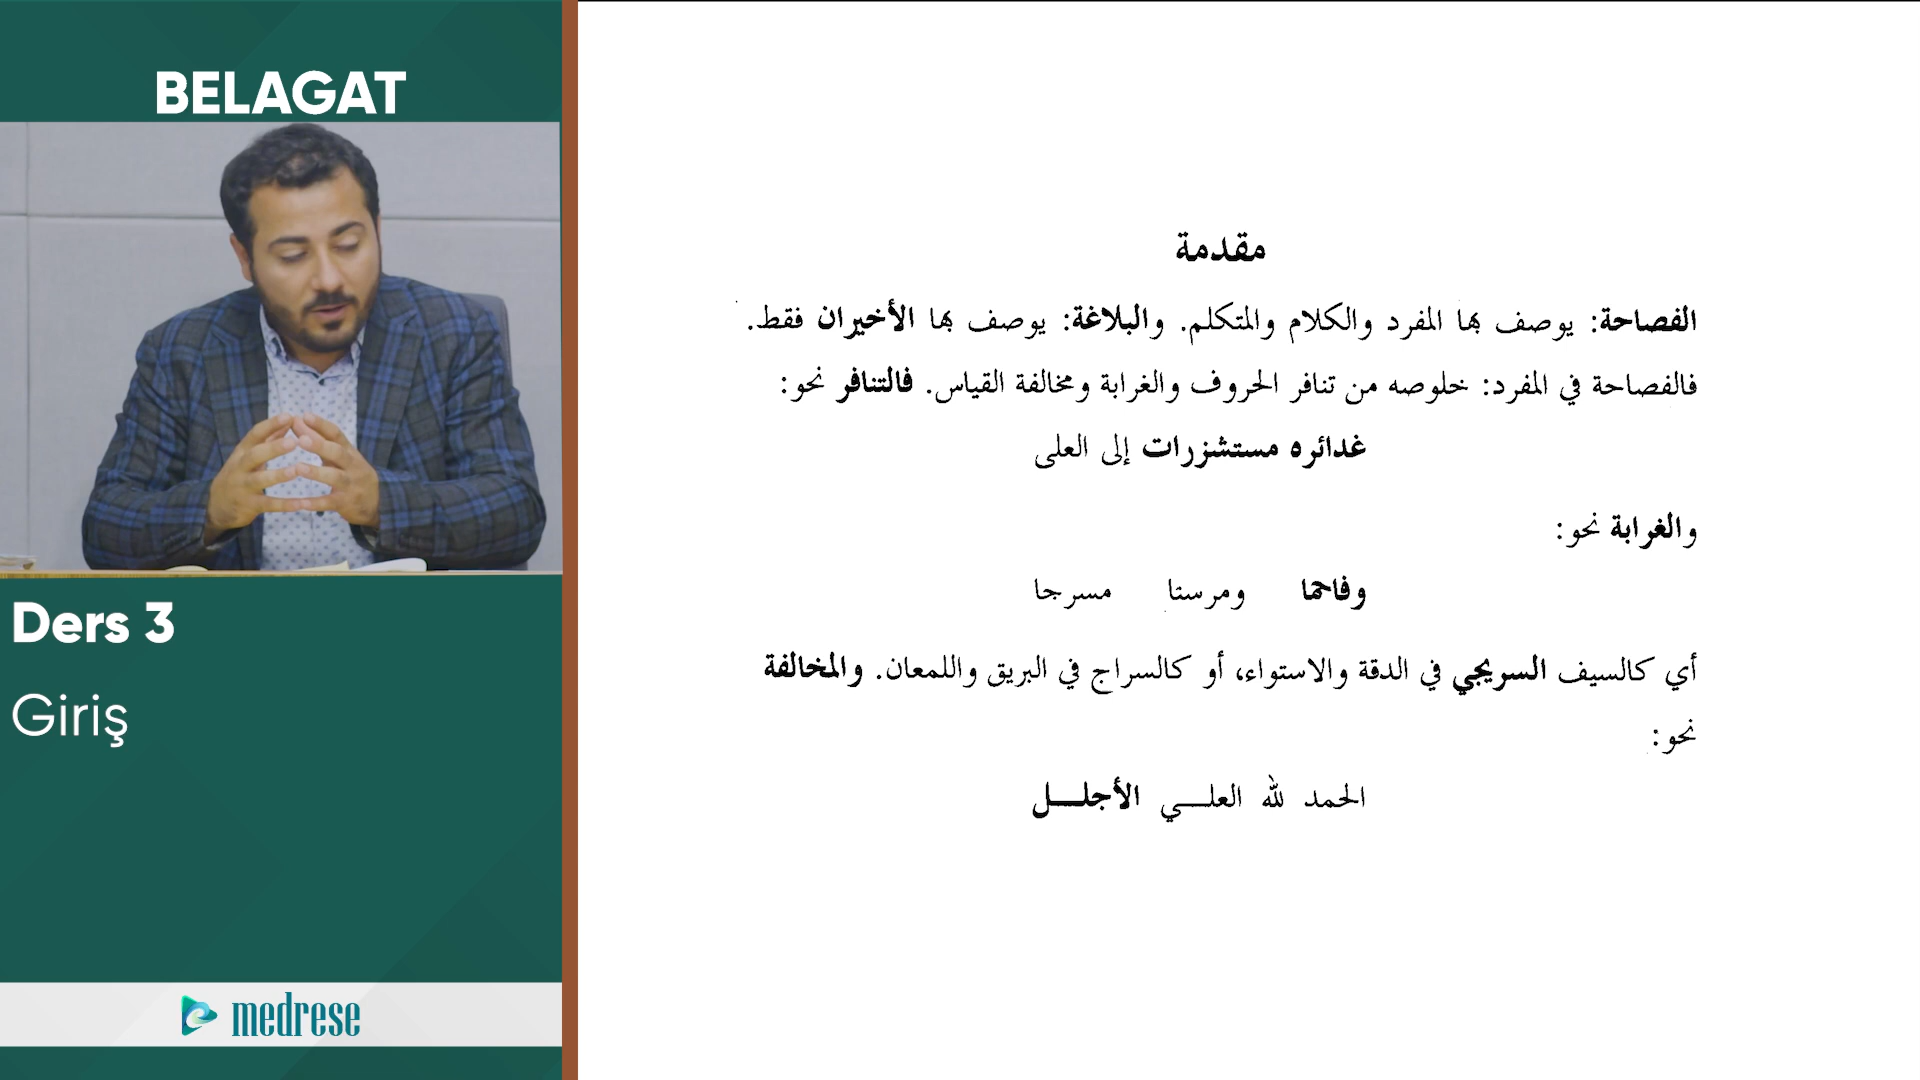 BELAGAT
Ders 3
Giriş
medrese
مقدمة
الفصاحة: يوصف بها المفرد والكلام والمتكلم. والبلاغة: يوصف بها الأخيران فقط.
فالفصاحة في المفرد: خلوصه من تنافر الحروف والغرابة ومخالفة القياس. فالتنافر نحو:
غدائره مستشزرات إلى العلى
والغرابة نحو:
وفاحما ومرسنا مسرجا
أي كالسيف السريجي في الدقة والاستواء، أو كالسراج في البريق واللمعان. والمخالفة
نحو:
الحمد لله العلـــي الأجلـــل